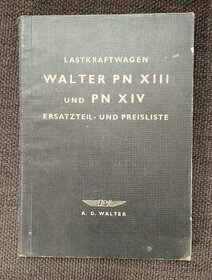 LASTKRAFTWAGEN
WALTER PN XIII
UND PN XIV
ERSATZTEIL- UND PREISLISTE
A. G. WALTER